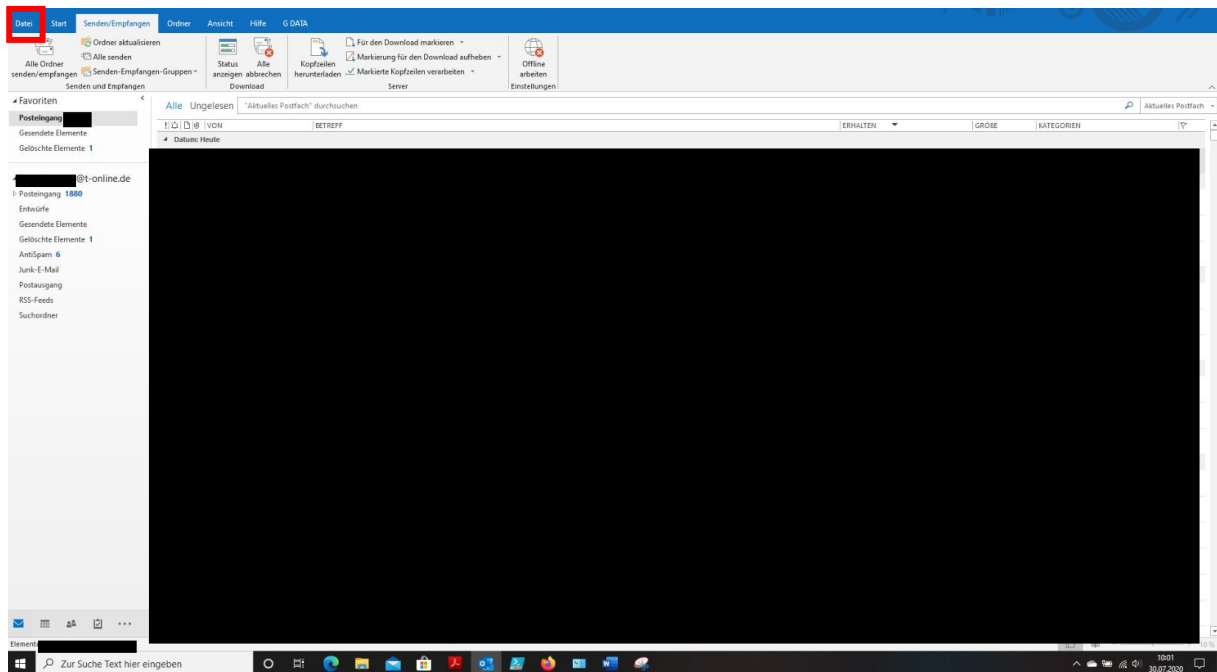 Datei Start Senden/Empfangen Ordner Ansicht Hilfe G DATA
Alle Ordner senden/empfangen
Ordner aktualisieren
Alle senden
Senden-Empfangen-Gruppen
Senden und Empfangen
Status anzeigen
Alle abbrechen
Download
Kopfzeilen herunterladen
Für den Download markieren
Markierung für den Download aufheben
Markierte Kopfzeilen verarbeiten
Server
Offline arbeiten
Einstellungen
Favoriten
Posteingang
Gesendete Elemente
Gelöschte Elemente 1
@t-online.de
Posteingang 1880
Entwürfe
Gesendete Elemente
Gelöschte Elemente 1
AntiSpam 6
Junk-E-Mail
Postausgang
RSS-Feeds
Suchordner
Alle Ungelesen "Aktuelles Postfach" durchsuchen Aktuelles Postfach
VON BETREFF ERHALTEN GRÖßE KATEGORIEN
Datum: Heute
Elemente
Zur Suche Text hier eingeben
10:01
30.07.2020